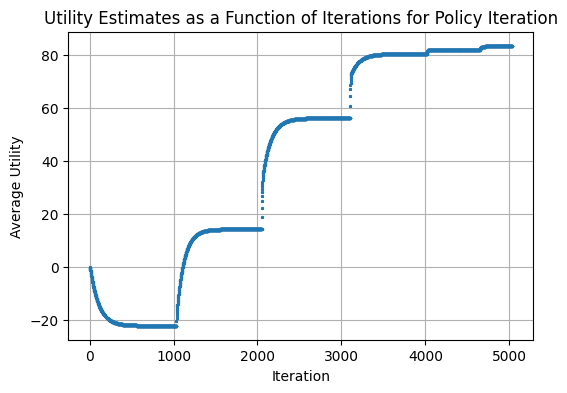 Utility Estimates as a Function of Iterations for Policy Iteration
80
60
40
20
0
−20
Average Utility
0 1000 2000 3000 4000 5000
Iteration